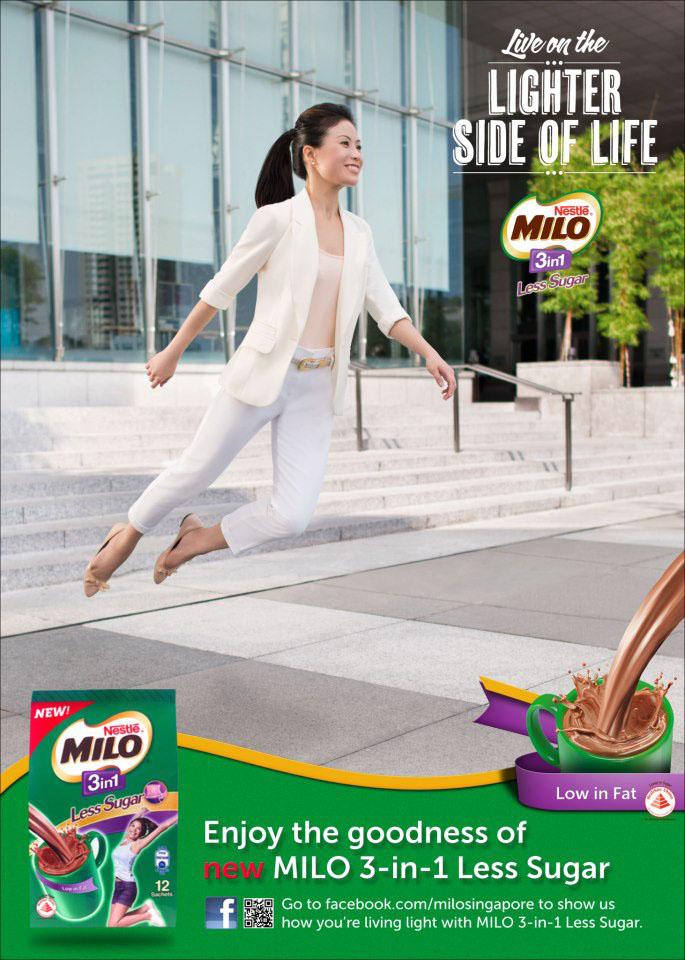 Live on the
LIGHTER
SIDE OF LIFE
Nestlé®
MILO
3in1
Less Sugar
NEW!
Nestlé
MILO
3in1
Less Sugar
Low in Fat
12
Sachets
Low in Fat
Enjoy the goodness of
new MILO 3-in-1 Less Sugar
Go to facebook.com/milosingapore to show us
how you're living light with MILO 3-in-1 Less Sugar.